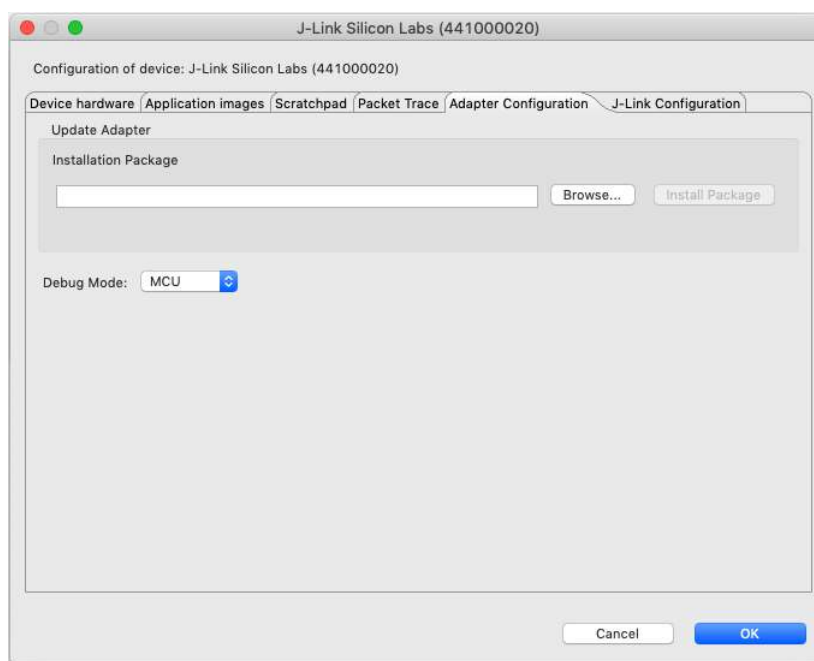 J-Link Silicon Labs (441000020)
Configuration of device: J-Link Silicon Labs (441000020)
Device hardware Application images Scratchpad Packet Trace Adapter Configuration J-Link Configuration
Update Adapter
Installation Package
Browse... Install Package
Debug Mode: MCU
Cancel OK